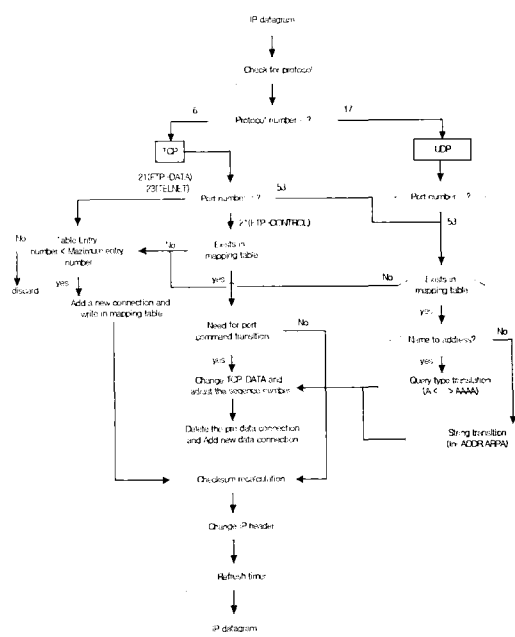 IP datagram
Check for protocol
6
Protocol number = ?
17
TCP
UDP
21(FTP-DATA)
23(TELNET)
Port number = ?
53
Port number = ?
21(FTP-CONTROL)
53
No
Table Entry
number < Maximum entry
number
No
Exists in
mapping table
No
Exists in
mapping table
discard
yes
yes
yes
Add a new connection and
write in mapping table
Need for port
command transition
No
Name to address?
No
yes
yes
Change TCP-DATA and
adjust the sequence number
Query type translation
(A < > AAAA)
Delete the pre data connection
and Add new data connection
String transition
ADDR.ARPA)
Checksum recalculation
Change IP header
Refresh timer
IP datagram